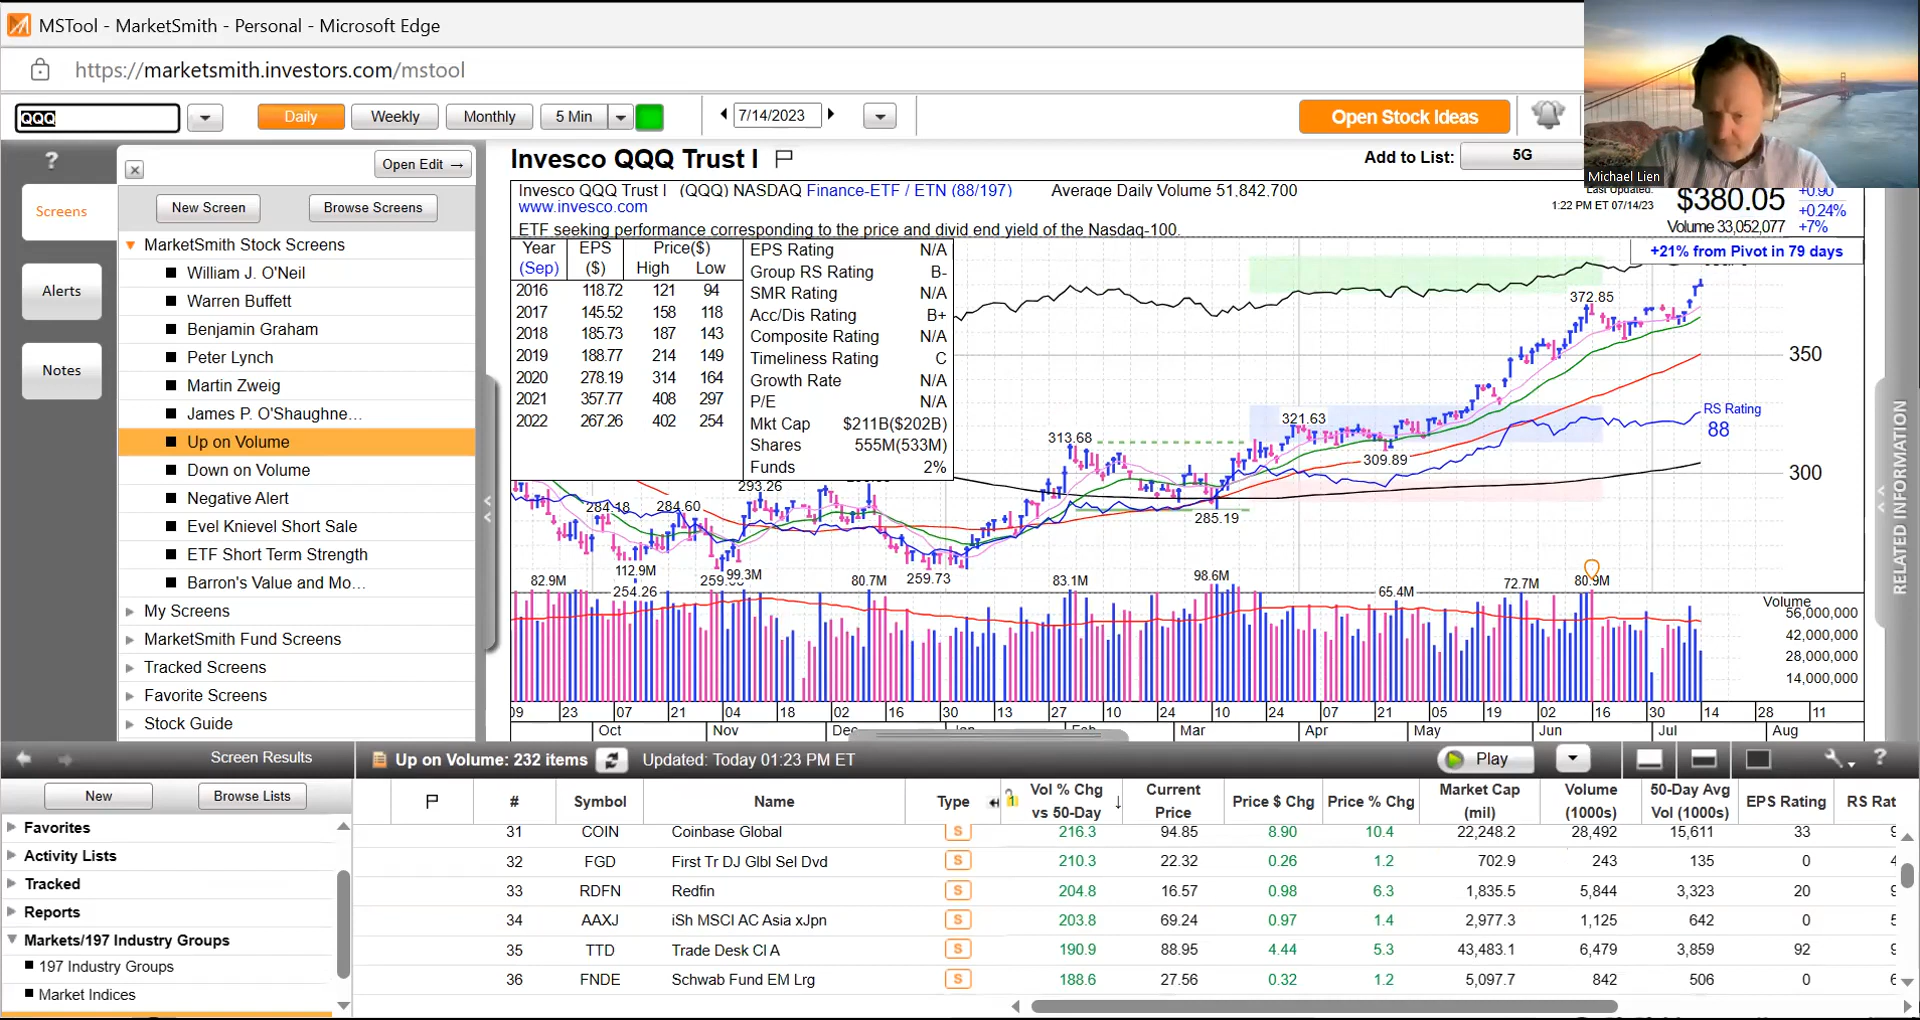 MSTool - MarketSmith - Personal - Microsoft Edge
https://marketsmith.investors.com/mstool
QQQ
Daily
Weekly
Monthly
5 Min
7/14/2023
Open Stock Ideas
Michael Lien
?
Screens
Alerts
Notes
Open Edit →
New Screen
Browse Screens
MarketSmith Stock Screens
William J. O'Neil
Warren Buffett
Benjamin Graham
Peter Lynch
Martin Zweig
James P. O'Shaughne...
Up on Volume
Down on Volume
Negative Alert
Evel Knievel Short Sale
ETF Short Term Strength
Barron's Value and Mo...
My Screens
MarketSmith Fund Screens
Tracked Screens
Favorite Screens
Stock Guide
Invesco QQQ Trust I
Add to List:
5G
Invesco QQQ Trust I (QQQ) NASDAQ Finance-ETF / ETN (88/197) Average Daily Volume 51,842,700
www.invesco.com
ETF seeking performance corresponding to the price and divid end yield of the Nasdaq-100.
Last Updated:
1:22 PM ET 07/14/23
$380.05
+0.90
+0.24%
Volume 33,052,077
+7%
+21% from Pivot in 79 days
Year EPS Price($)
(Sep) ($) High Low
2016 118.72 121 94
2017 145.52 158 118
2018 185.73 187 143
2019 188.77 214 149
2020 278.19 314 164
2021 357.77 408 297
2022 267.26 402 254
EPS Rating N/A
Group RS Rating B-
SMR Rating N/A
Acc/Dis Rating B+
Composite Rating N/A
Timeliness Rating C
Growth Rate N/A
P/E N/A
Mkt Cap $211B($202B)
Shares 555M(533M)
Funds 2%
372.85
350
RS Rating
88
321.63
313.68
309.89
300
293.26
284.18
284.60
285.19
259.73
254.26
82.9M
112.9M
99.3M
80.7M
83.1M
98.6M
65.4M
72.7M
80.9M
Volume
56,000,000
42,000,000
28,000,000
14,000,000
09 23 07 21 04 18 02 16 30 13 27 10 24 10 24 07 21 05 19 02 16 30 14 28 11
Oct Nov Dec Jan Feb Mar Apr May Jun Jul Aug
RELATED INFORMATION
Screen Results
Up on Volume: 232 items
Updated: Today 01:23 PM ET
Play
?
New
Browse Lists
Favorites
Activity Lists
Tracked
Reports
Markets/197 Industry Groups
197 Industry Groups
Market Indices
# Symbol Name Type 1 Vol % Chg vs 50-Day Current Price Price $ Chg Price % Chg Market Cap (mil) Volume (1000s) 50-Day Avg Vol (1000s) EPS Rating RS Rat
31 COIN Coinbase Global S 216.3 94.85 8.90 10.4 22,248.2 28,492 15,611 33 9
32 FGD First Tr DJ Glbl Sel Dvd S 210.3 22.32 0.26 1.2 702.9 243 135 0 4
33 RDFN Redfin S 204.8 16.57 0.98 6.3 1,835.5 5,844 3,323 20 9
34 AAXJ iSh MSCI AC Asia xJpn S 203.8 69.24 0.97 1.4 2,977.3 1,125 642 0 5
35 TTD Trade Desk Cl A S 190.9 88.95 4.44 5.3 43,483.1 6,479 3,859 92 9
36 FNDE Schwab Fund EM Lrg S 188.6 27.56 0.32 1.2 5,097.7 842 506 0 6